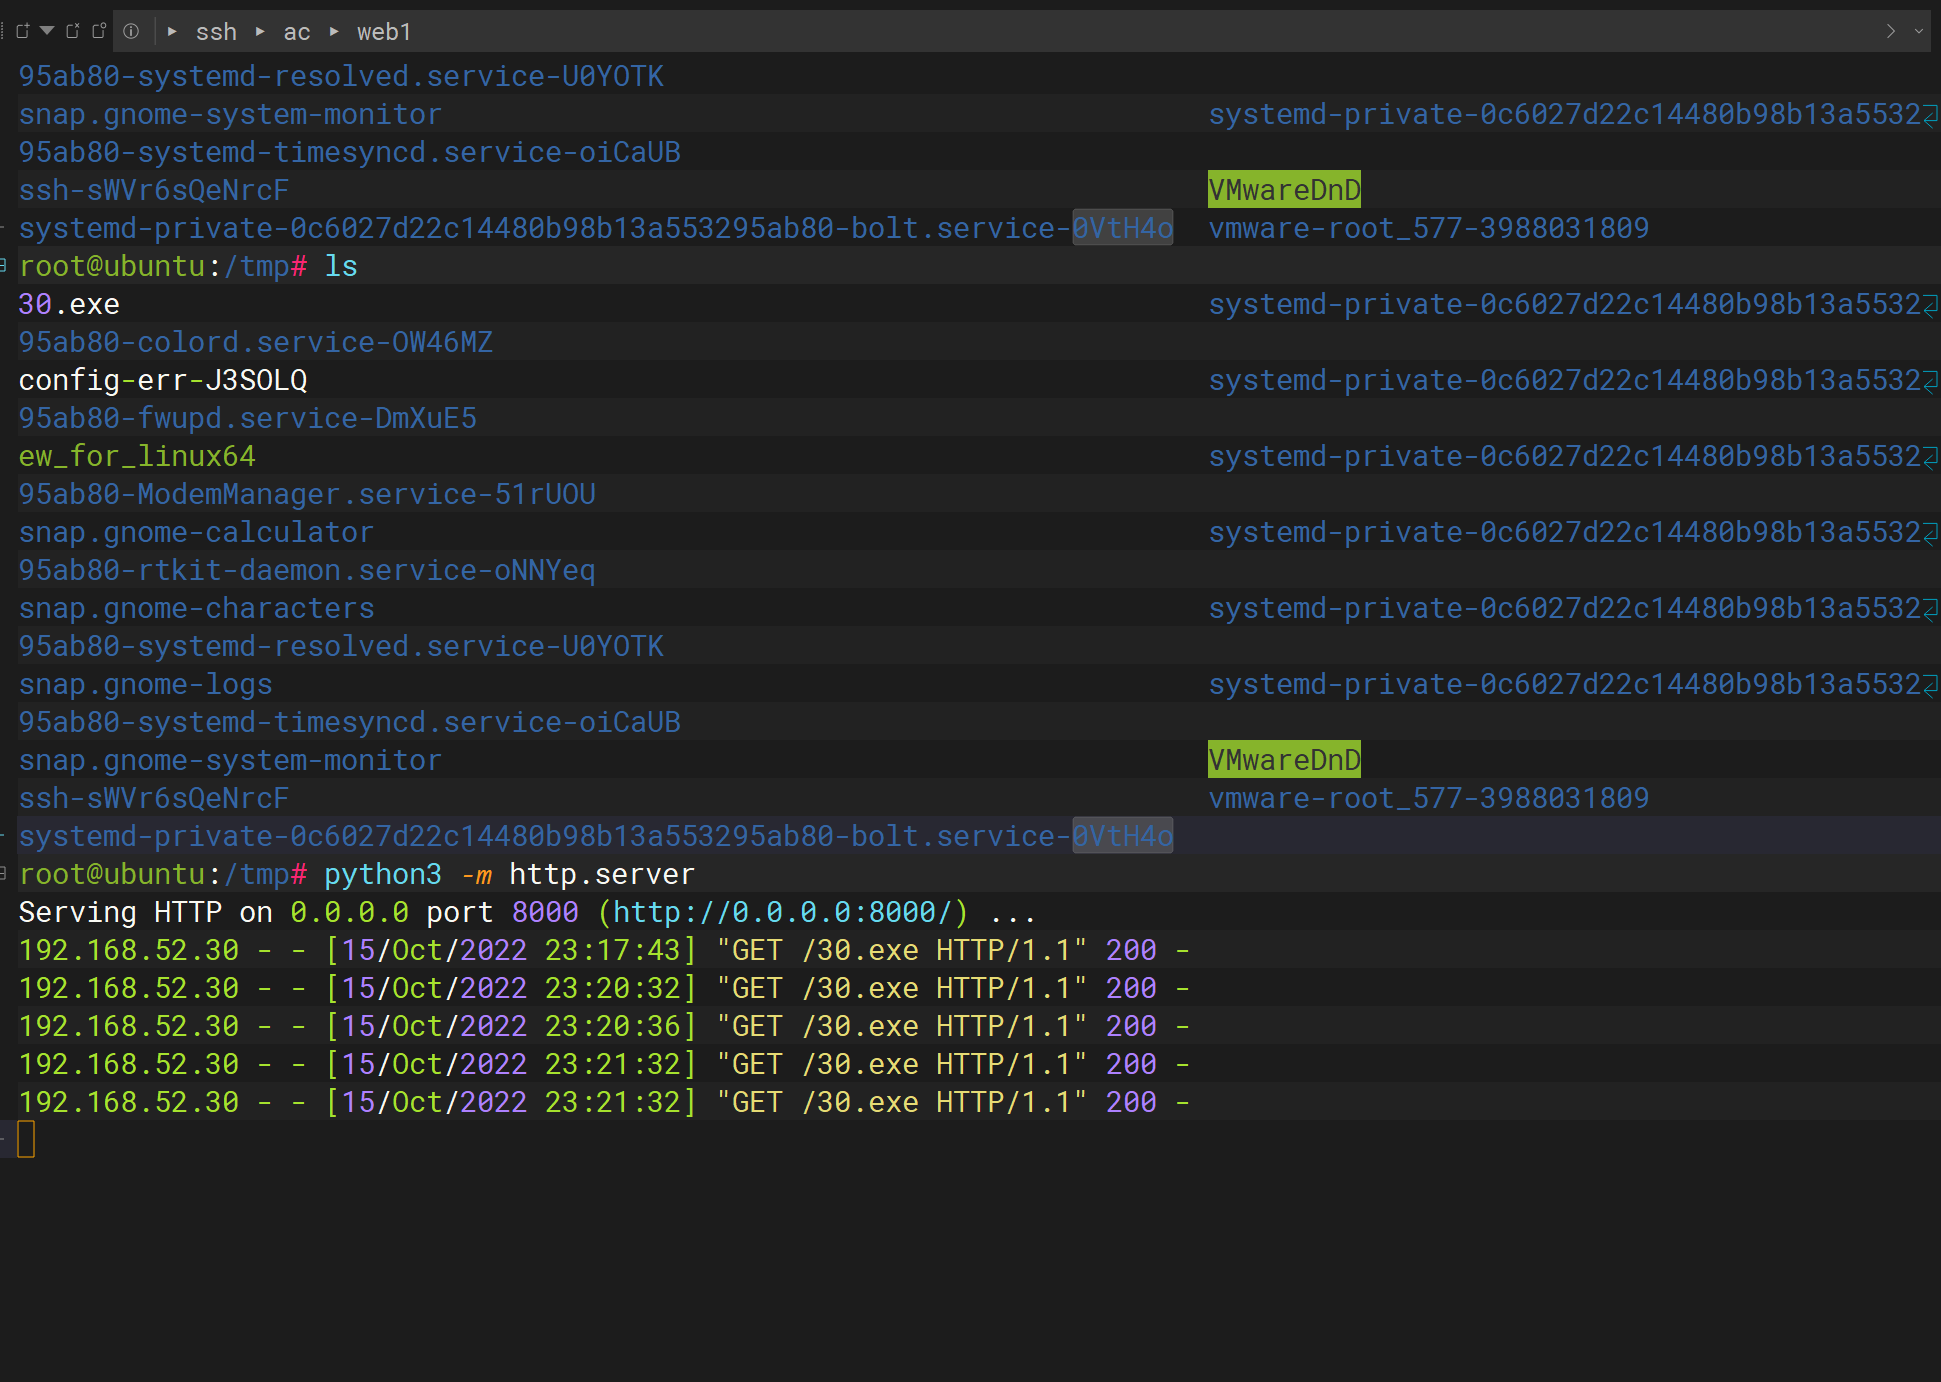 ssh ▸ ac ▸ web1
95ab80-systemd-resolved.service-U0YOTK
snap.gnome-system-monitor systemd-private-0c6027d22c14480b98b13a5532
95ab80-systemd-timesyncd.service-oiCaUB
ssh-sWVr6sQeNrcF VMwareDnD
systemd-private-0c6027d22c14480b98b13a553295ab80-bolt.service-0VtH4o vmware-root_577-3988031809
root@ubuntu:/tmp# ls
30.exe systemd-private-0c6027d22c14480b98b13a5532
95ab80-colord.service-OW46MZ
config-err-J3SOLQ systemd-private-0c6027d22c14480b98b13a5532
95ab80-fwupd.service-DmXuE5
ew_for_linux64 systemd-private-0c6027d22c14480b98b13a5532
95ab80-ModemManager.service-51rUOU
snap.gnome-calculator systemd-private-0c6027d22c14480b98b13a5532
95ab80-rtkit-daemon.service-oNNYeq
snap.gnome-characters systemd-private-0c6027d22c14480b98b13a5532
95ab80-systemd-resolved.service-U0YOTK
snap.gnome-logs systemd-private-0c6027d22c14480b98b13a5532
95ab80-systemd-timesyncd.service-oiCaUB
snap.gnome-system-monitor VMwareDnD
ssh-sWVr6sQeNrcF vmware-root_577-3988031809
systemd-private-0c6027d22c14480b98b13a553295ab80-bolt.service-0VtH4o
root@ubuntu:/tmp# python3 -m http.server
Serving HTTP on 0.0.0.0 port 8000 (http://0.0.0.0:8000/) ...
192.168.52.30 - - [15/Oct/2022 23:17:43] "GET /30.exe HTTP/1.1" 200 -
192.168.52.30 - - [15/Oct/2022 23:20:32] "GET /30.exe HTTP/1.1" 200 -
192.168.52.30 - - [15/Oct/2022 23:20:36] "GET /30.exe HTTP/1.1" 200 -
192.168.52.30 - - [15/Oct/2022 23:21:32] "GET /30.exe HTTP/1.1" 200 -
192.168.52.30 - - [15/Oct/2022 23:21:32] "GET /30.exe HTTP/1.1" 200 -